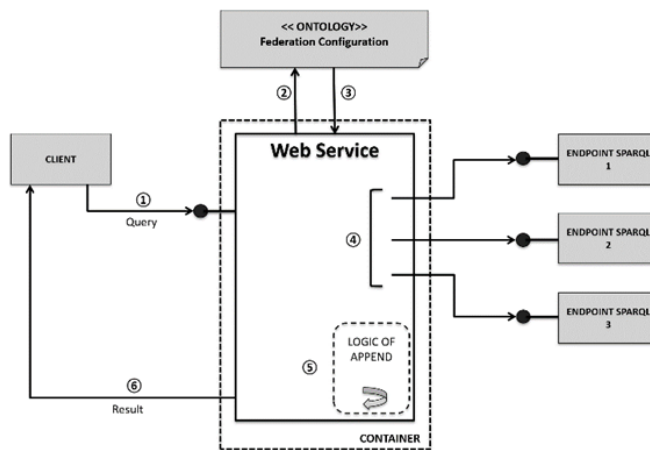 << ONTOLOGY>>
Federation Configuration
②
③
Web Service
CLIENT
①
Query
④
ENDPOINT SPARQL
1
ENDPOINT SPARQL
2
ENDPOINT SPARQL
3
LOGIC OF
APPEND
⑤
⑥
Result
CONTAINER